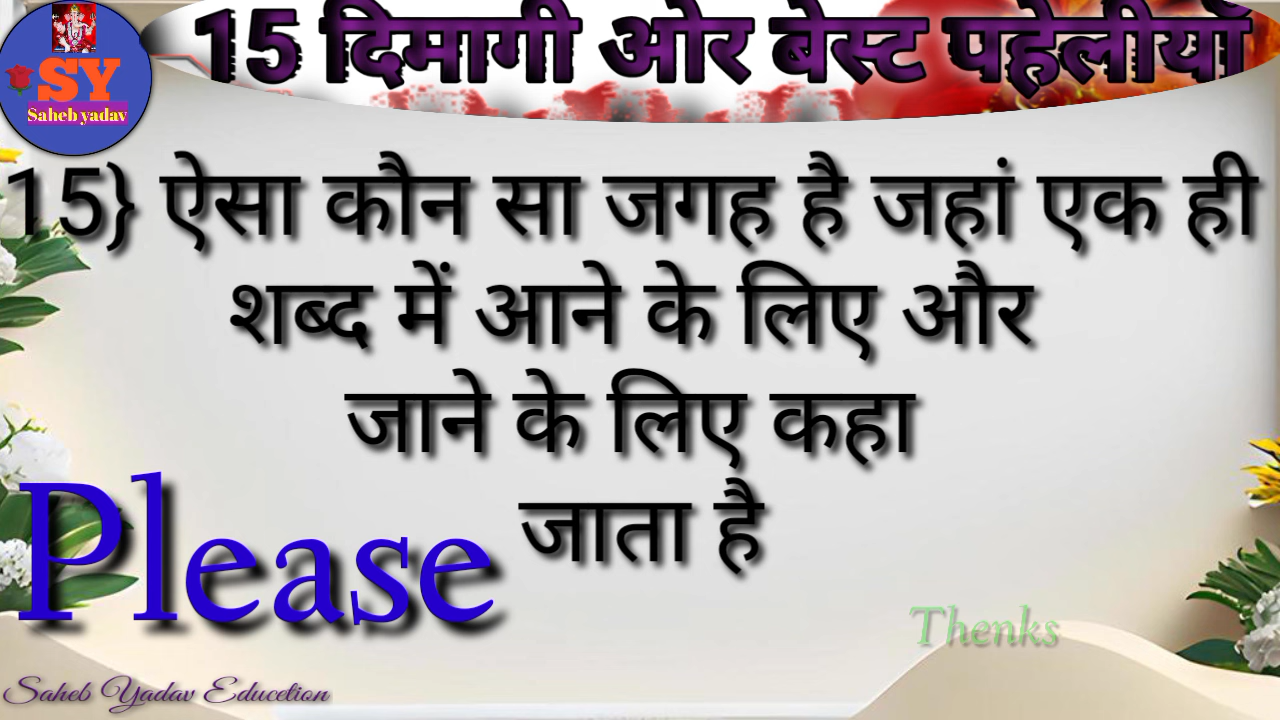 15 दिमागी ओर बेस्ट पहेलीयाॅ
SY
Saheb yadav
15} ऐसा कौन सा जगह है जहां एक ही
शब्द में आने के लिए और
जाने के लिए कहा
जाता है
Please
Thenks
Saheb Yadav Educetion